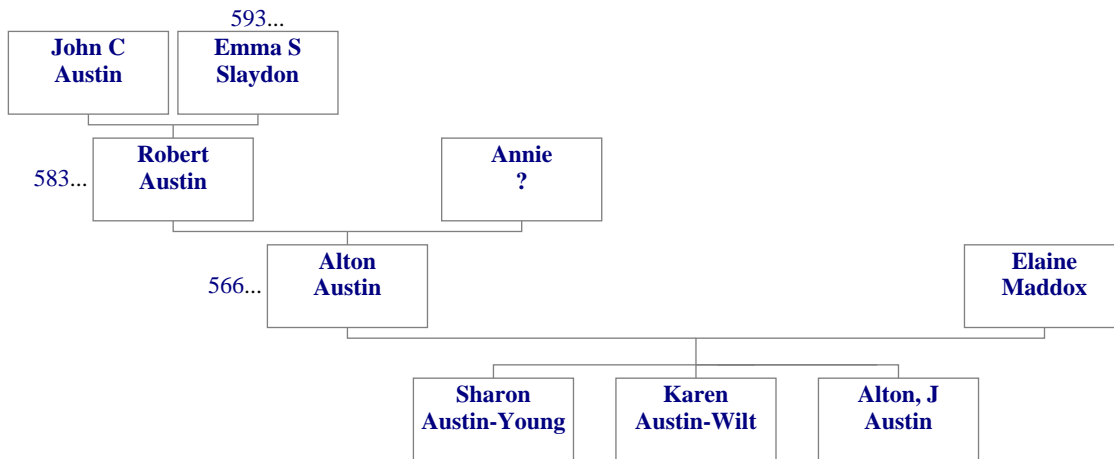 593...
John C
Austin
Emma S
Slaydon
583...
Robert
Austin
Annie
?
566...
Alton
Austin
Elaine
Maddox
Sharon
Austin-Young
Karen
Austin-Wilt
Alton, J
Austin